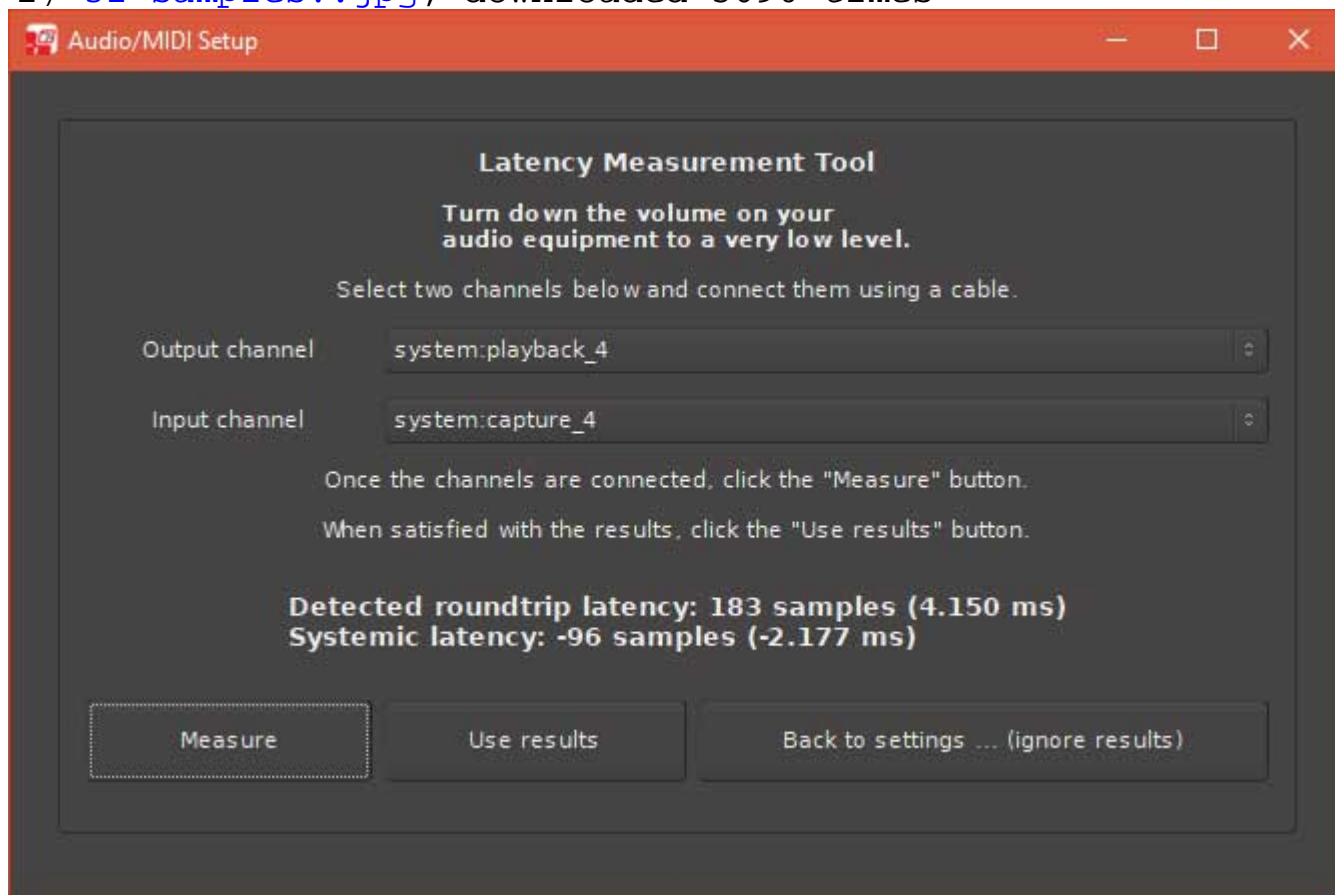 Audio/MIDI Setup
Latency Measurement Tool
Turn down the volume on your
audio equipment to a very low level.
Select two channels below and connect them using a cable.
Output channel system:playback_4
Input channel system:capture_4
Once the channels are connected, click the "Measure" button.
When satisfied with the results, click the "Use results" button.
Detected roundtrip latency: 183 samples (4.150 ms)
Systemic latency: -96 samples (-2.177 ms)
Measure Use results Back to settings ... (ignore results)